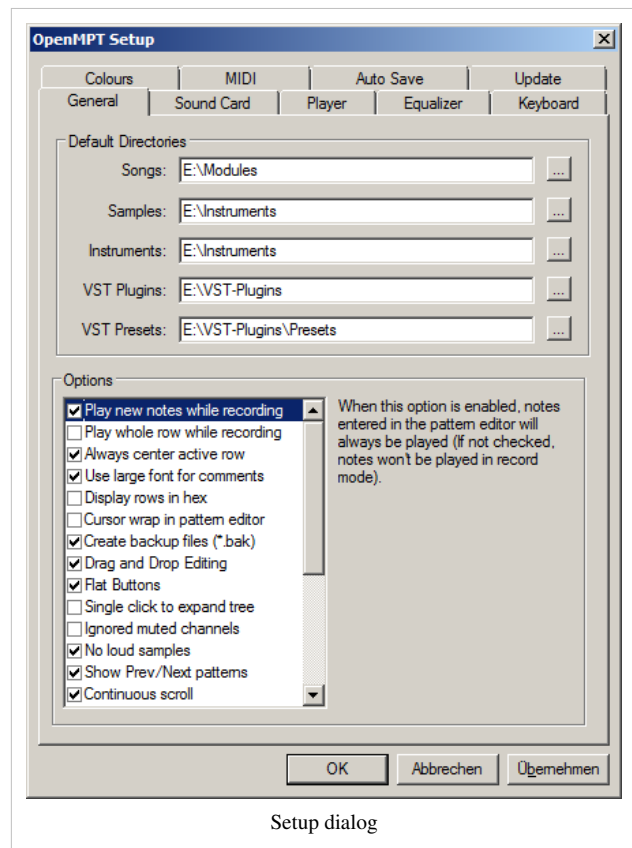 OpenMPT Setup
Colours MIDI Auto Save Update
General Sound Card Player Equalizer Keyboard
Default Directories
Songs: E:\Modules ...
Samples: E:\Instruments ...
Instruments: E:\Instruments ...
VST Plugins: E:\VST-Plugins ...
VST Presets: E:\VST-Plugins\Presets ...
Options
Play new notes while recording
Play whole row while recording
Always center active row
Use large font for comments
Display rows in hex
Cursor wrap in pattern editor
Create backup files (*.bak)
Drag and Drop Editing
Flat Buttons
Single click to expand tree
Ignored muted channels
No loud samples
Show Prev/Next patterns
Continuous scroll
When this option is enabled, notes
entered in the pattern editor will
always be played (If not checked,
notes won't be played in record
mode).
OK Abbrechen Übernehmen
Setup dialog